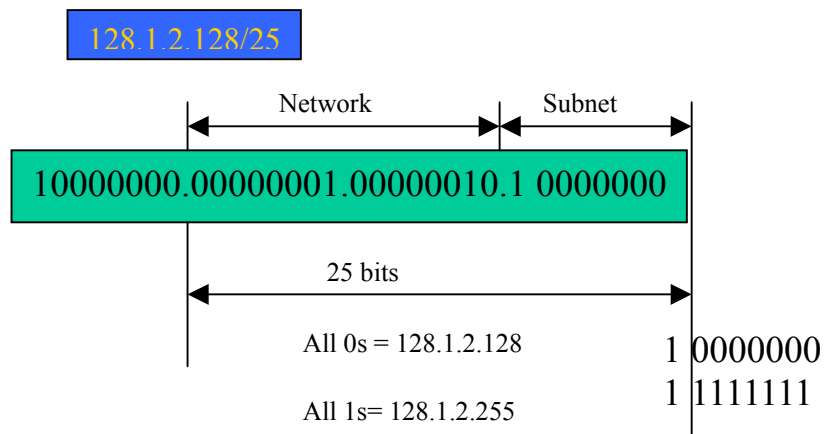 128.1.2.128/25
Network Subnet
10000000.00000001.00000010.1 0000000
25 bits
All 0s = 128.1.2.128
1 0000000
1 1111111
All 1s= 128.1.2.255